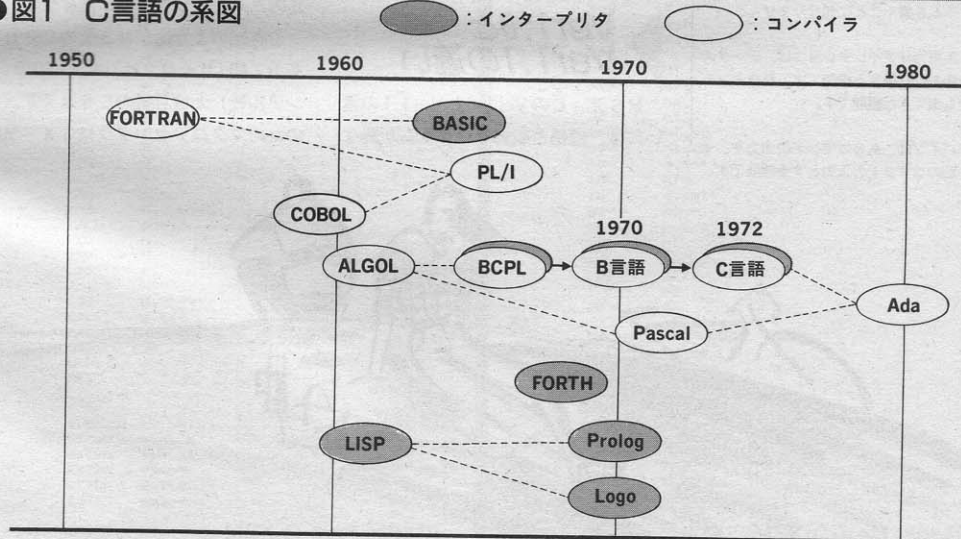 ●図1 C言語の系図
：インタープリタ ：コンパイラ
1950 1960 1970 1980
FORTRAN BASIC
PL/I
COBOL
1970 1972
ALGOL BCPL B言語 C言語
Ada
Pascal
FORTH
LISP Prolog
Logo